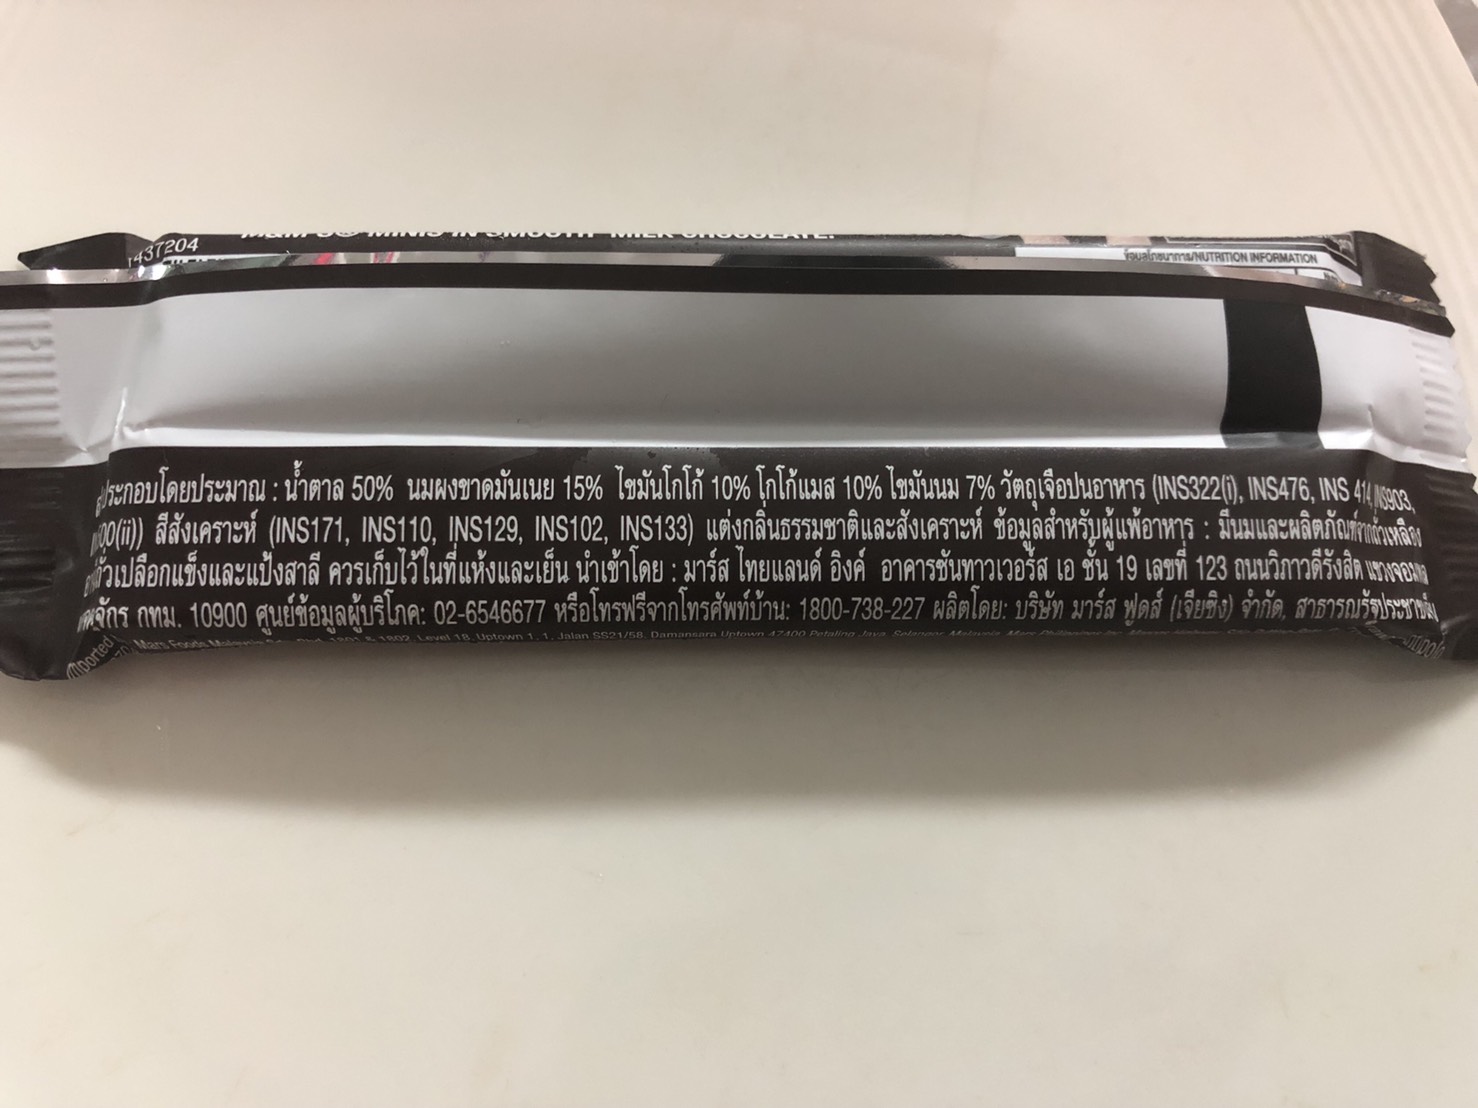 1437204
M&M'S® MINIS IN SMOOTH MILK CHOCOLATE.
ข้อมูลโภชนาการ/NUTRITION INFORMATION
ประกอบโดยประมาณ : น้ำตาล 50% นมผงขาดมันเนย 15% ไขมันโกโก้ 10% โกโก้แมส 10% ไขมันนม 7% วัตถุเจือปนอาหาร (INS322(i), INS476, INS 414, INS903,
สีสังเคราะห์ (INS171, INS110, INS129, INS102, INS133) แต่งกลิ่นธรรมชาติและสังเคราะห์ ข้อมูลสำหรับผู้แพ้อาหาร : มีนมและผลิตภัณฑ์จากถั่วเหลือง
ถั่วเปลือกแข็งและแป้งสาลี ควรเก็บไว้ในที่แห้งและเย็น นำเข้าโดย : มาร์ส ไทยแลนด์ อิงค์ อาคารซันทาวเวอร์ส เอ ชั้น 19 เลขที่ 123 ถนนวิภาวดีรังสิต แขวงจอมพล
จตุจักร กทม. 10900 ศูนย์ข้อมูลผู้บริโภค: 02-6546677 หรือโทรฟรีจากโทรศัพท์บ้าน: 1800-738-227 ผลิตโดย: บริษัท มาร์ส ฟูดส์ (เจียซิง) จำกัด, สาธารณรัฐประชาชน
Imported Mars Foods Malaysia 1802, Level 18, Uptown 1, 1, Jalan SS21/58, Damansara Uptown 47400 Petaling Jaya, Selangor, Malaysia. Mars Philippines Inc.